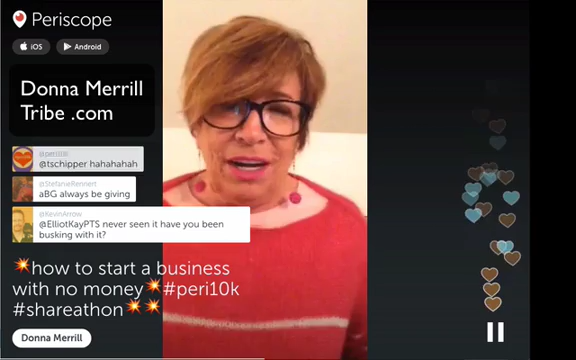 Periscope
iOS
Android
Donna Merrill
Tribe .com
@tschipper hahahahah
@StefanieRennert
aBG always be giving
@KevinArrow
@ElliotKayPTS never seen it have you been
busking with it?
💥how to start a business
with no money💥#peri10k
#shareathon💥💥
Donna Merrill